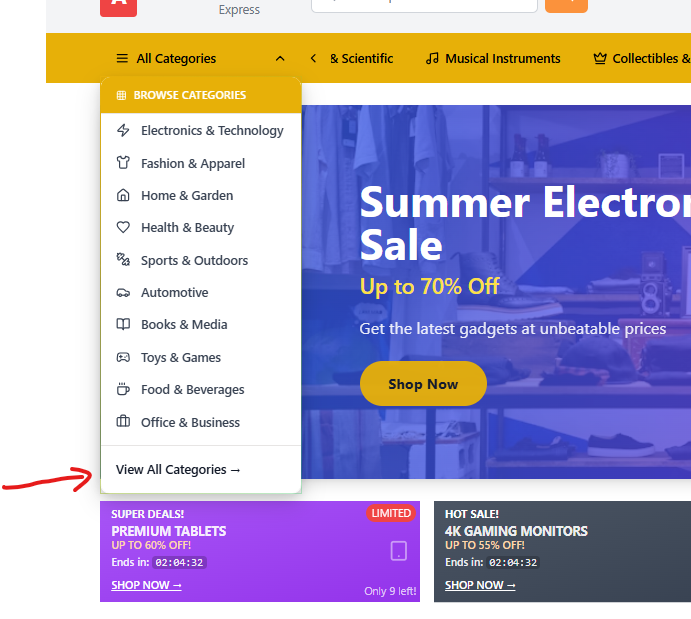 Express
All Categories
& Scientific
Musical Instruments
Collectibles &
BROWSE CATEGORIES
Electronics & Technology
Fashion & Apparel
Home & Garden
Health & Beauty
Sports & Outdoors
Automotive
Books & Media
Toys & Games
Food & Beverages
Office & Business
View All Categories →
Summer Electron
Sale
Up to 70% Off
Get the latest gadgets at unbeatable prices
Shop Now
SUPER DEALS!
LIMITED
PREMIUM TABLETS
UP TO 60% OFF!
Ends in: 02:04:32
SHOP NOW →
Only 9 left!
HOT SALE!
4K GAMING MONITORS
UP TO 55% OFF!
Ends in: 02:04:32
SHOP NOW →